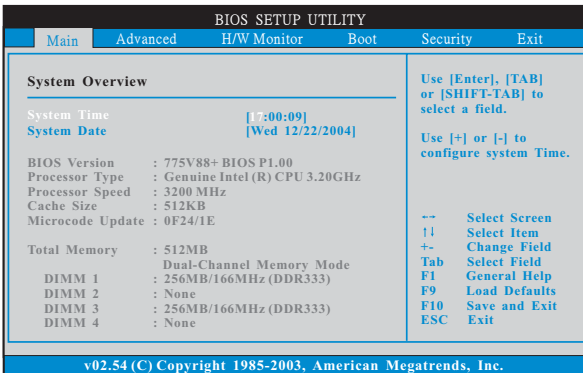 BIOS SETUP UTILITY
Main Advanced H/W Monitor Boot Security Exit
System Overview
System Time [17:00:09]
System Date [Wed 12/22/2004]
BIOS Version : 775V88+ BIOS P1.00
Processor Type : Genuine Intel (R) CPU 3.20GHz
Processor Speed : 3200 MHz
Cache Size : 512KB
Microcode Update : 0F24/1E
Total Memory : 512MB
Dual-Channel Memory Mode
DIMM 1 : 256MB/166MHz (DDR333)
DIMM 2 : None
DIMM 3 : 256MB/166MHz (DDR333)
DIMM 4 : None
Use [Enter], [TAB]
or [SHIFT-TAB] to
select a field.
Use [+] or [-] to
configure system Time.
←→ Select Screen
↑↓ Select Item
+- Change Field
Tab Select Field
F1 General Help
F9 Load Defaults
F10 Save and Exit
ESC Exit
v02.54 (C) Copyright 1985-2003, American Megatrends, Inc.